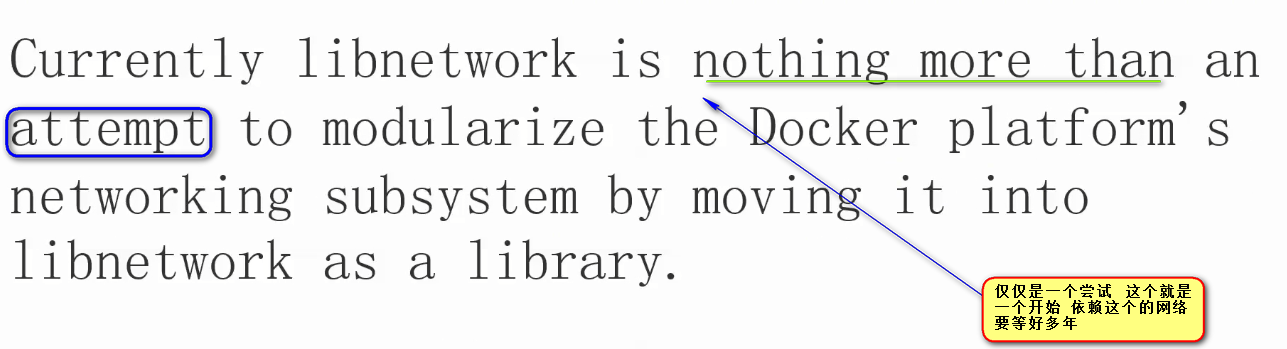 Currently libnetwork is nothing more than an
attempt to modularize the Docker platform's
networking subsystem by moving it into
libnetwork as a library.
仅仅是一个尝试 这个就是
一个开始 依赖这个的网络
要等好多年